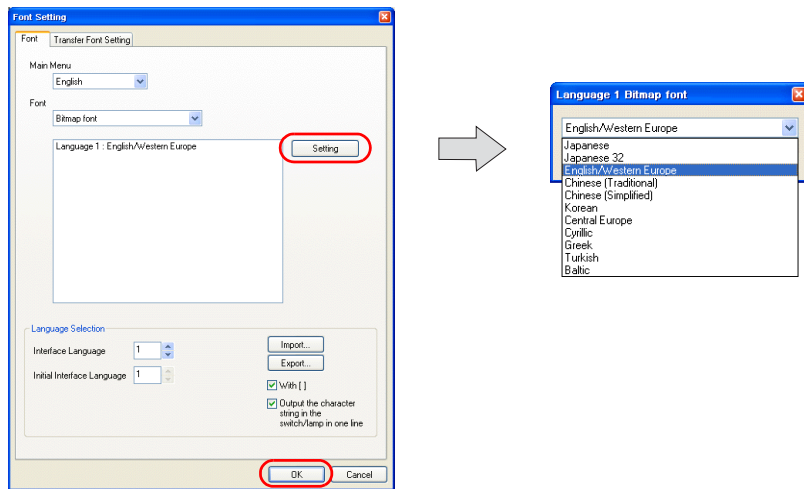 Font Setting
Font
Transfer Font Setting
Main Menu
English
Font
Bitmap font
Language 1 : English/Western Europe
Setting
Language Selection
Interface Language
1
Initial Interface Language
1
Import...
Export...
With [ ]
Output the character
string in the
switch/lamp in one line
OK
Cancel
Language 1 Bitmap font
English/Western Europe
Japanese
Japanese 32
English/Western Europe
Chinese (Traditional)
Chinese (Simplified)
Korean
Central Europe
Cyrillic
Greek
Turkish
Baltic